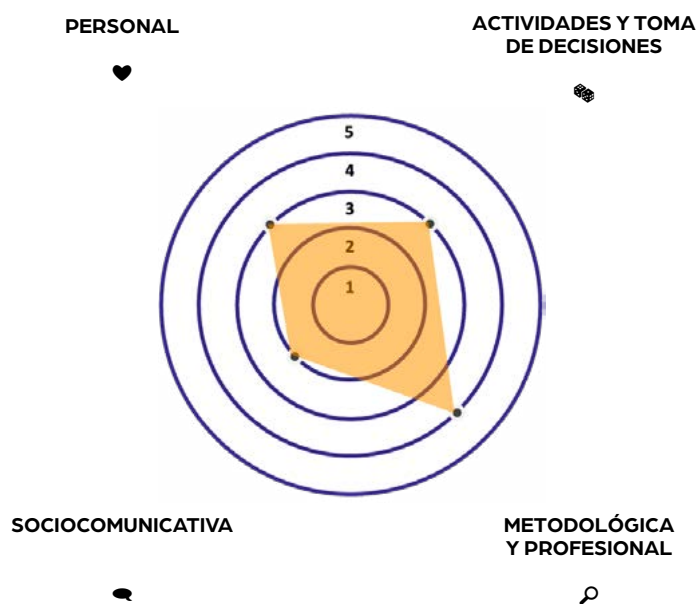 PERSONAL
ACTIVIDADES Y TOMA
DE DECISIONES
5
4
3
2
1
SOCIOCOMUNICATIVA
METODOLÓGICA
Y PROFESIONAL